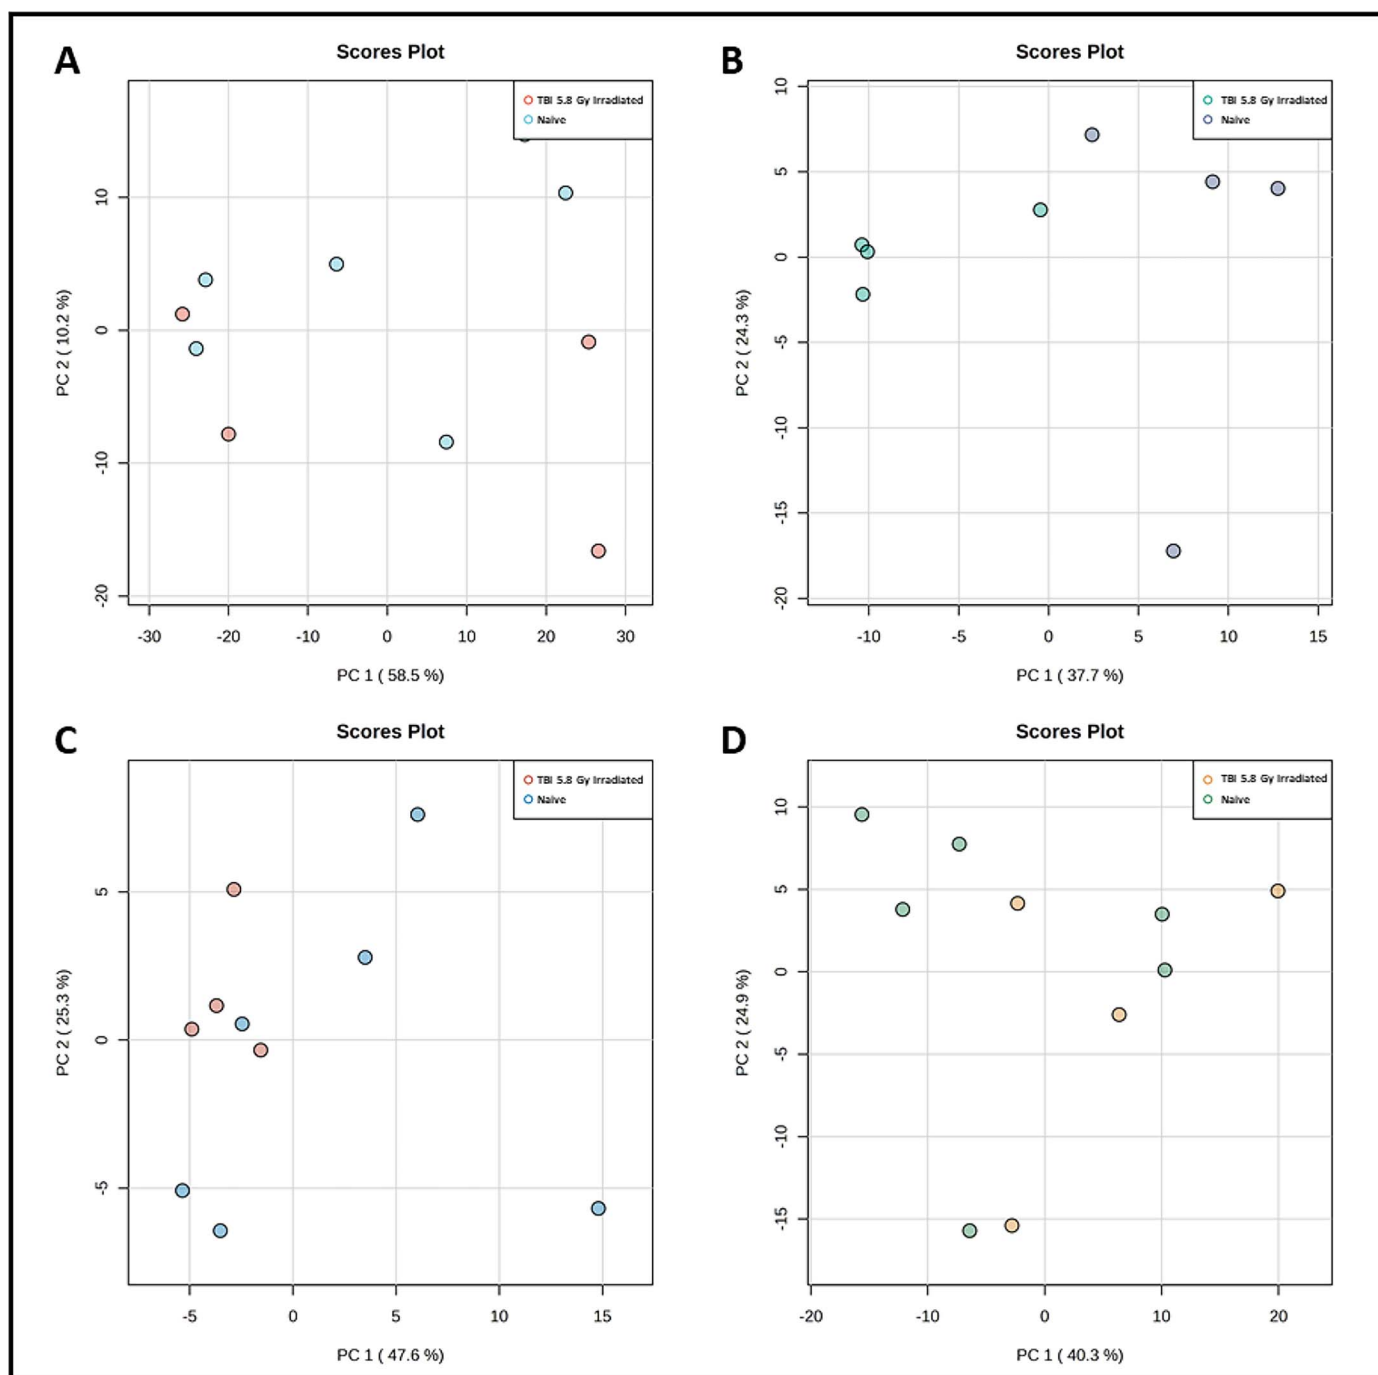 A
Scores Plot
TBI 5.8 Gy Irradiated
Naive
10
0
-10
-20
PC 2 ( 10.2 %)
-30 -20 -10 0 10 20 30
PC 1 ( 58.5 %)
B
Scores Plot
TBI 5.8 Gy Irradiated
Naive
10
5
0
-5
-10
-15
-20
PC 2 ( 24.3 %)
-10 -5 0 5 10 15
PC 1 ( 37.7 %)
C
Scores Plot
TBI 5.8 Gy Irradiated
Naive
5
0
-5
PC 2 ( 25.3 %)
-5 0 5 10 15
PC 1 ( 47.6 %)
D
Scores Plot
TBI 5.8 Gy Irradiated
Naive
10
5
0
-5
-10
-15
PC 2 ( 24.9 %)
-20 -10 0 10 20
PC 1 ( 40.3 %)